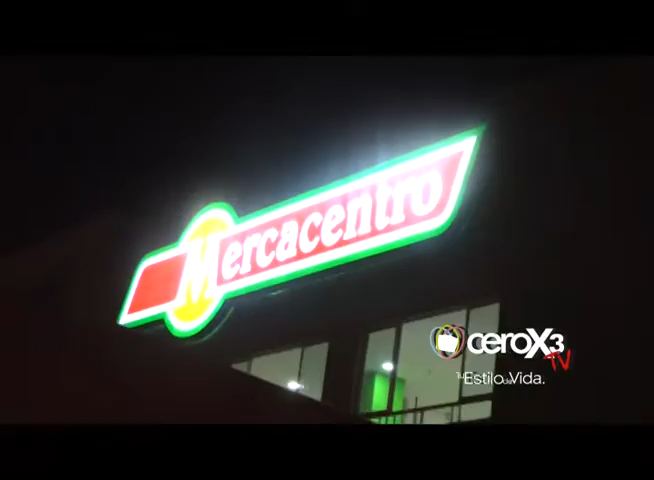 Mercacentro
ceroX3
TV
Tu Estilo de Vida.